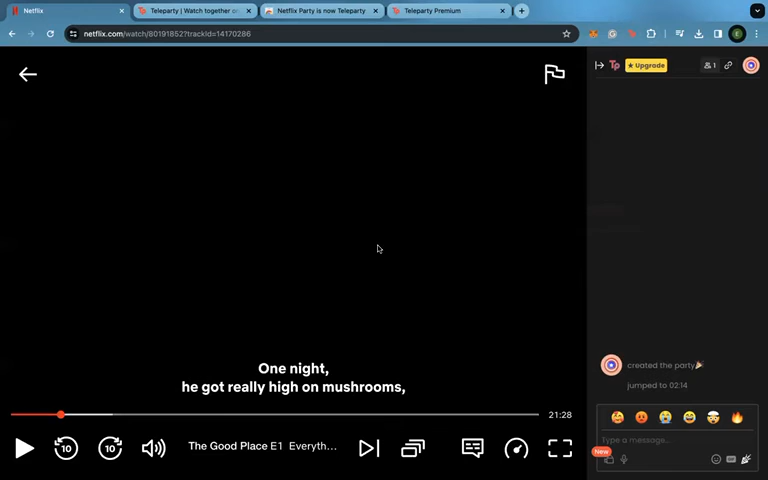 Netflix
Teleparty | Watch together on
Netflix Party is now Teleparty
Teleparty Premium
netflix.com/watch/80191852?trackId=14170286
E
Tp
★ Upgrade
1
One night,
he got really high on mushrooms,
created the party🎉
jumped to 02:14
21:28
Type a message...
10
10
The Good Place E1 Everyth...
New
GIF